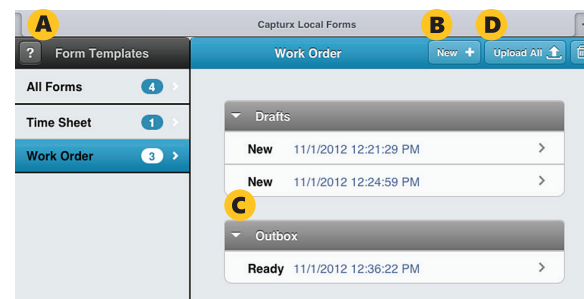 A B D
Capturx Local Forms
? Form Templates Work Order New + Upload All
All Forms 4
Time Sheet 1
Drafts
Work Order 3
New 11/1/2012 12:21:29 PM
New 11/1/2012 12:24:59 PM
C
Outbox
Ready 11/1/2012 12:36:22 PM